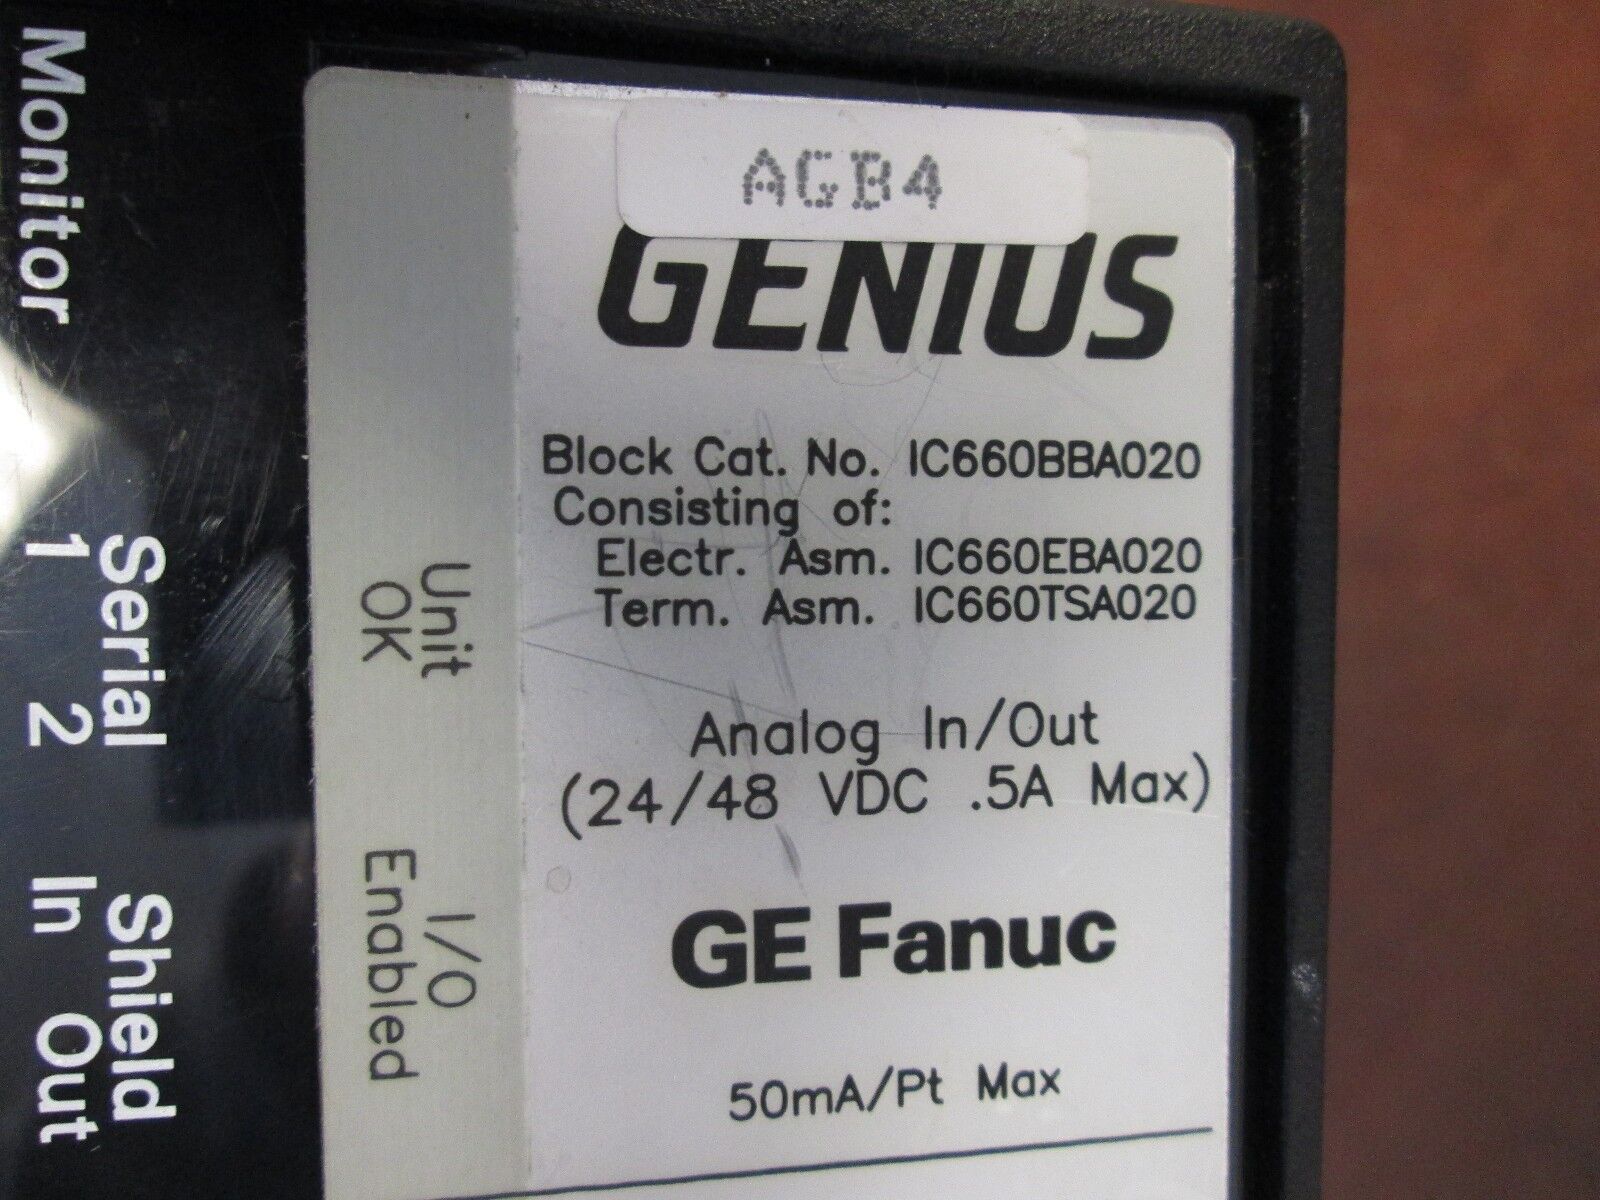 AGB4
GENIUS
Block Cat. No. IC660BBA020
Consisting of:
Electr. Asm. IC660EBA020
Term. Asm. IC660TSA020
Analog In/Out
(24/48 VDC .5A Max)
GE Fanuc
50mA/Pt Max
Unit
OK
I/O
Enabled
Monitor
Serial
1 2
Shield
In Out